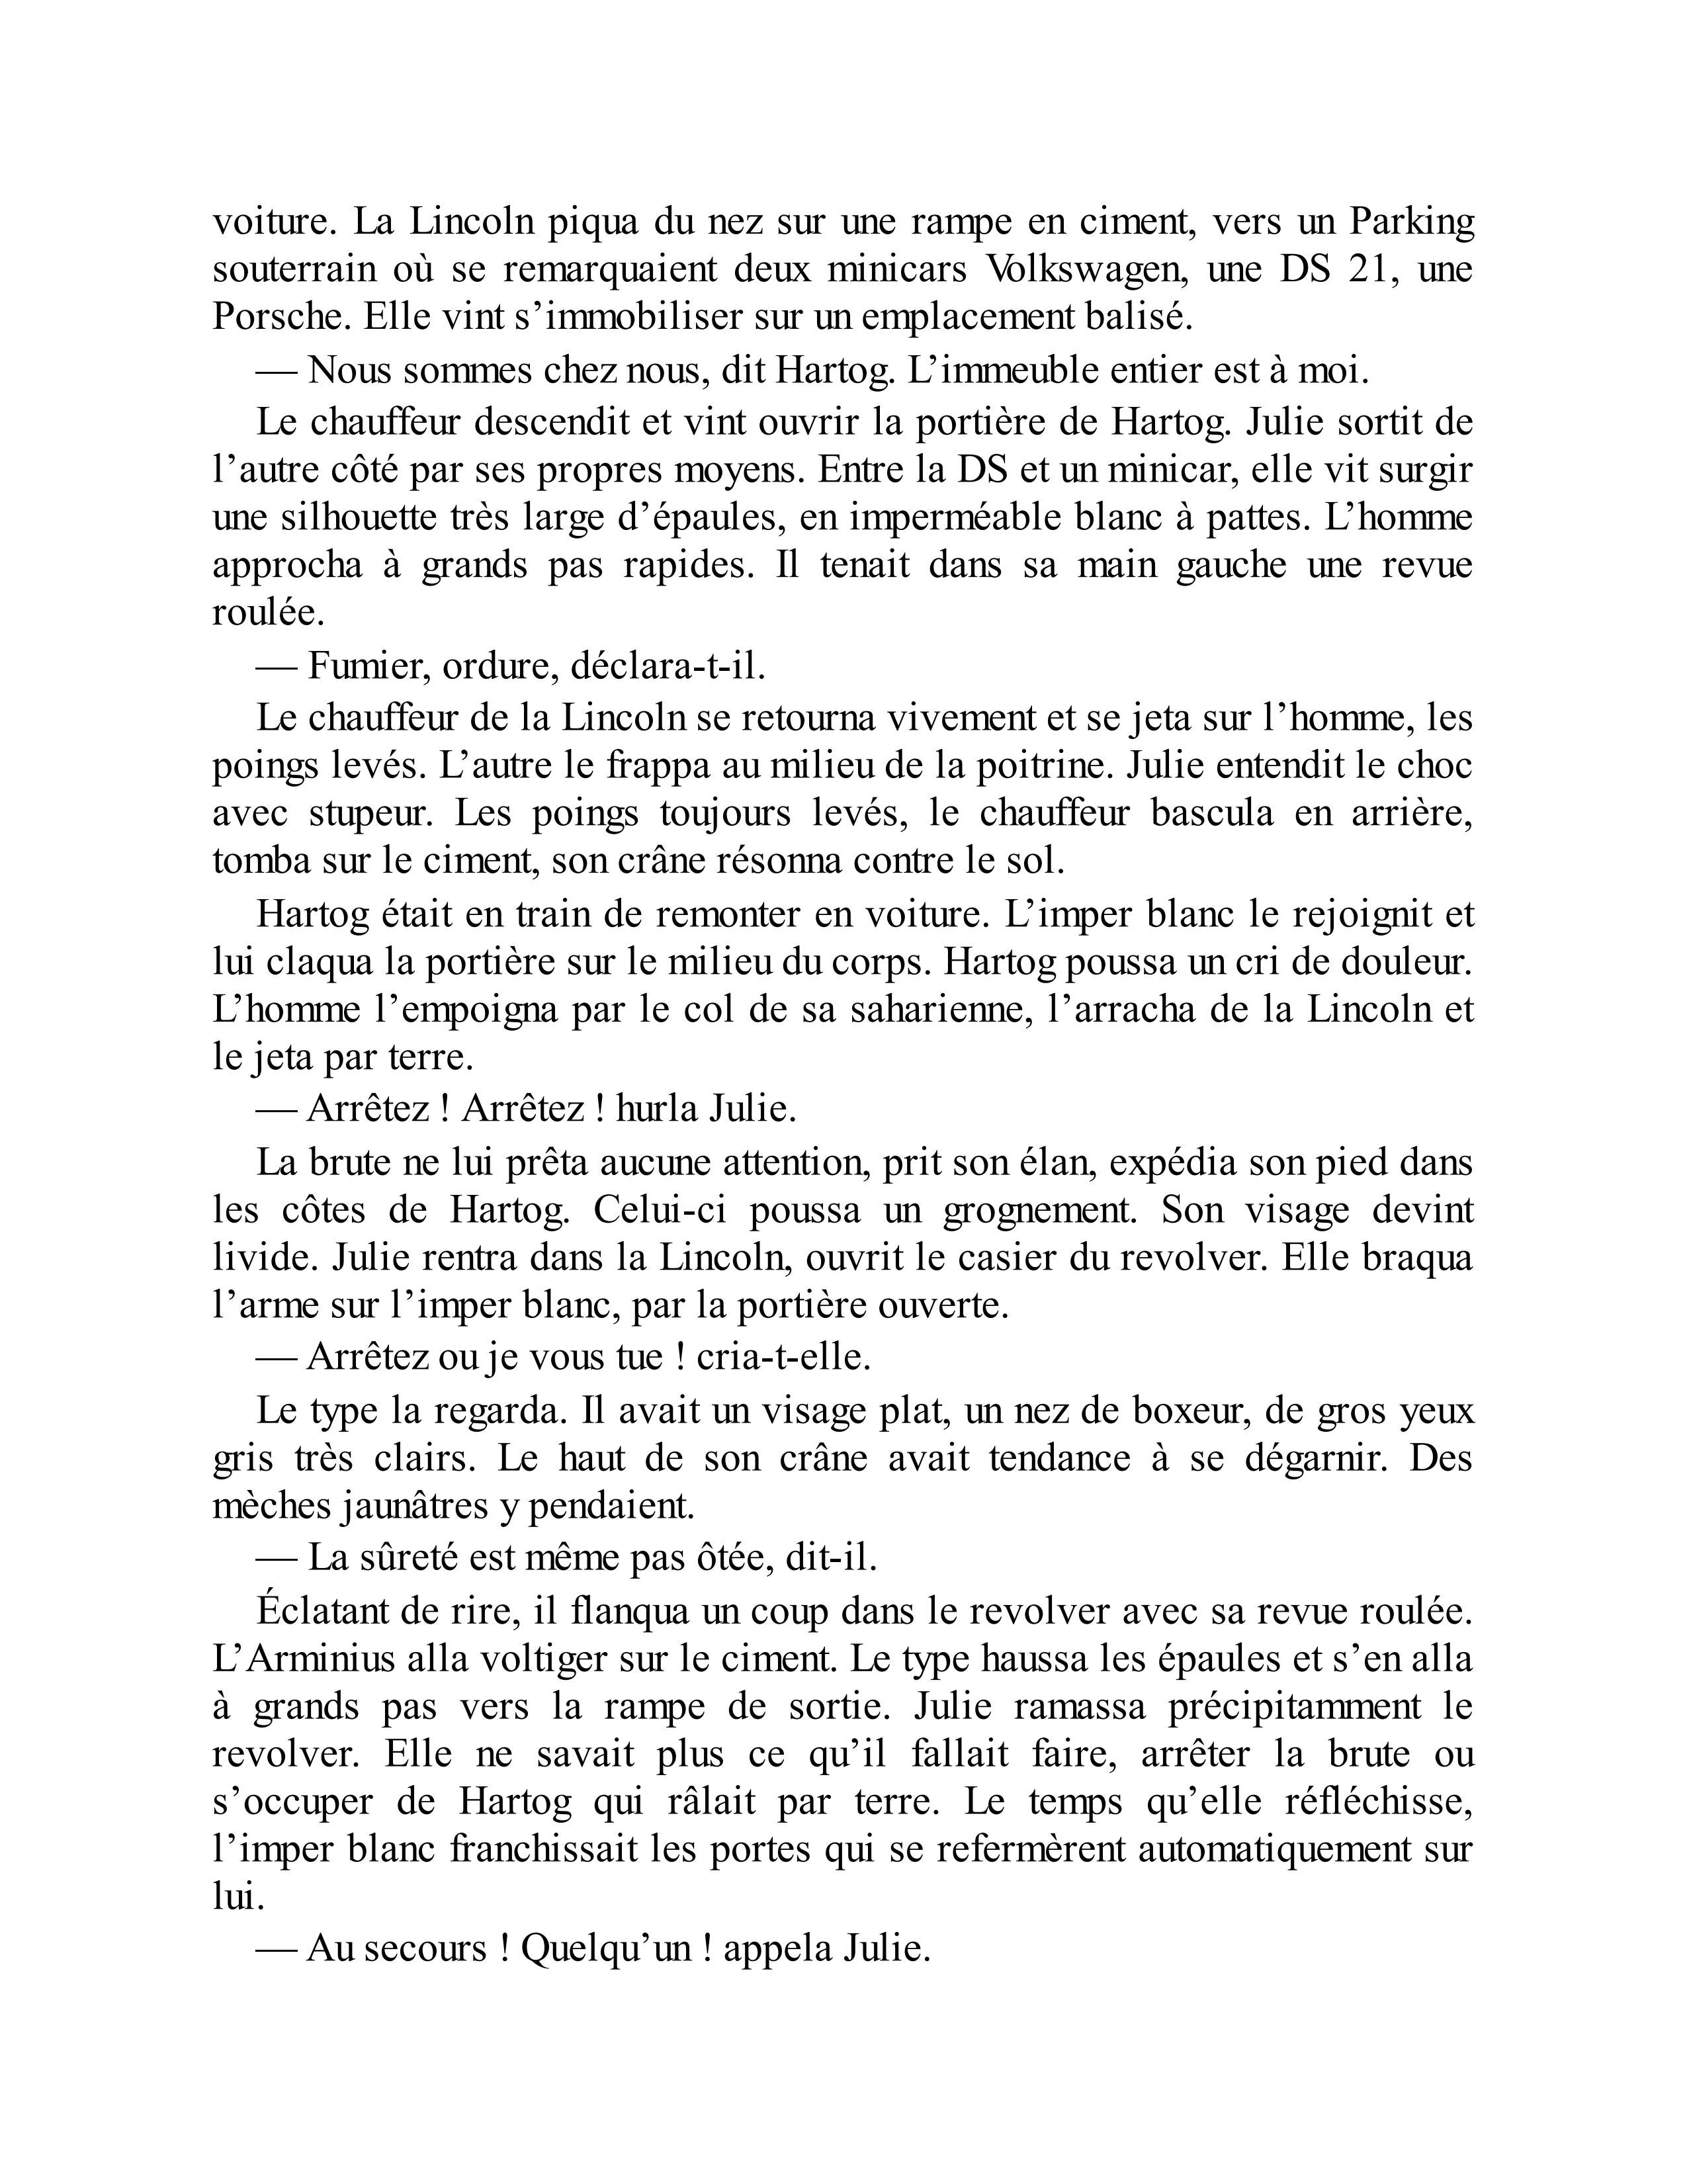 voiture. La Lincoln piqua du nez sur une rampe en ciment, vers un Parking
souterrain où se remarquaient deux minicars Volkswagen, une DS 21, une
Porsche. Elle vint s’immobiliser sur un emplacement balisé.
— Nous sommes chez nous, dit Hartog. L’immeuble entier est à moi.
Le chauffeur descendit et vint ouvrir la portière de Hartog. Julie sortit de
l’autre côté par ses propres moyens. Entre la DS et un minicar, elle vit surgir
une silhouette très large d’épaules, en imperméable blanc à pattes. L’homme
approcha à grands pas rapides. Il tenait dans sa main gauche une revue
roulée.
— Fumier, ordure, déclara-t-il.
Le chauffeur de la Lincoln se retourna vivement et se jeta sur l’homme, les
poings levés. L’autre le frappa au milieu de la poitrine. Julie entendit le choc
avec stupeur. Les poings toujours levés, le chauffeur bascula en arrière,
tomba sur le ciment, son crâne résonna contre le sol.
Hartog était en train de remonter en voiture. L’imper blanc le rejoignit et
lui claqua la portière sur le milieu du corps. Hartog poussa un cri de douleur.
L’homme l’empoigna par le col de sa saharienne, l’arracha de la Lincoln et
le jeta par terre.
— Arrêtez ! Arrêtez ! hurla Julie.
La brute ne lui prêta aucune attention, prit son élan, expédia son pied dans
les côtes de Hartog. Celui-ci poussa un grognement. Son visage devint
livide. Julie rentra dans la Lincoln, ouvrit le casier du revolver. Elle braqua
l’arme sur l’imper blanc, par la portière ouverte.
— Arrêtez ou je vous tue ! cria-t-elle.
Le type la regarda. Il avait un visage plat, un nez de boxeur, de gros yeux
gris très clairs. Le haut de son crâne avait tendance à se dégarnir. Des
mèches jaunâtres y pendaient.
— La sûreté est même pas ôtée, dit-il.
Éclatant de rire, il flanqua un coup dans le revolver avec sa revue roulée.
L’Arminius alla voltiger sur le ciment. Le type haussa les épaules et s’en alla
à grands pas vers la rampe de sortie. Julie ramassa précipitamment le
revolver. Elle ne savait plus ce qu’il fallait faire, arrêter la brute ou
s’occuper de Hartog qui râlait par terre. Le temps qu’elle réfléchisse,
l’imper blanc franchissait les portes qui se refermèrent automatiquement sur
lui.
— Au secours ! Quelqu’un ! appela Julie.